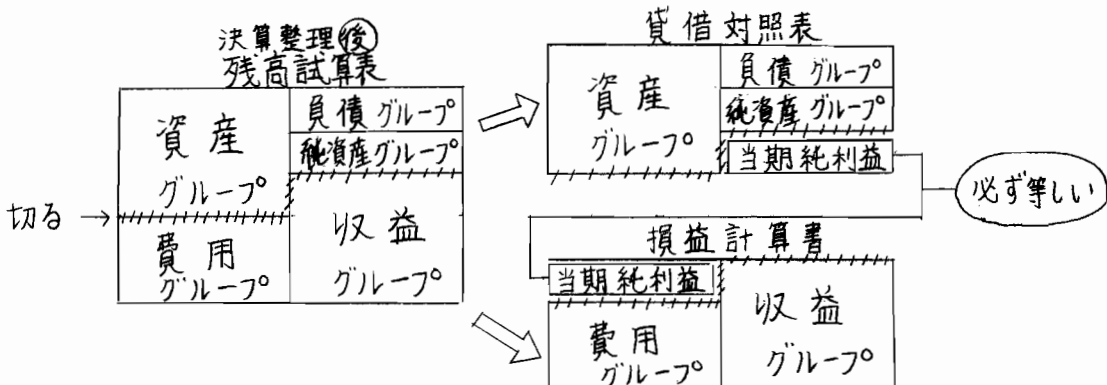 決算整理後
残高試算表
資産
グループ
負債グループ
純資産グループ
切る→
費用
グループ
収益
グループ
貸借対照表
資産
グループ
負債グループ
純資産グループ
当期純利益
必ず等しい
損益計算書
当期純利益
費用
グループ
収益
グループ